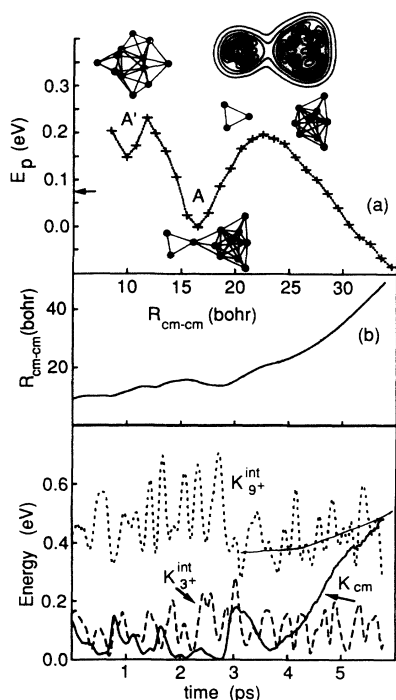 0.3
0.2
0.1
0.0
E_p (eV)
A'
A
(a)
10 15 20 25 30
R_cm-cm (bohr)
40
20
R_cm-cm(bohr)
(b)
0.6
0.4
0.2
0.0
Energy (eV)
K^int_9+
K^int_3+
K_cm
1 2 3 4 5
time (ps)